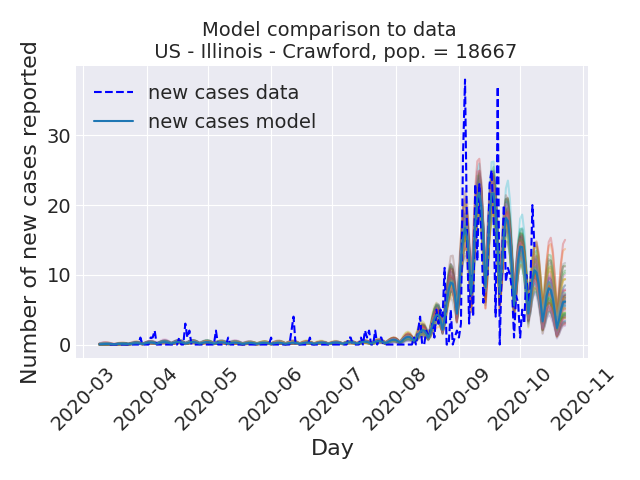 Model comparison to data
US - Illinois - Crawford, pop. = 18667
Number of new cases reported
new cases data
new cases model
30
20
10
0
2020-03
2020-04
2020-05
2020-06
2020-07
2020-08
2020-09
2020-10
2020-11
Day